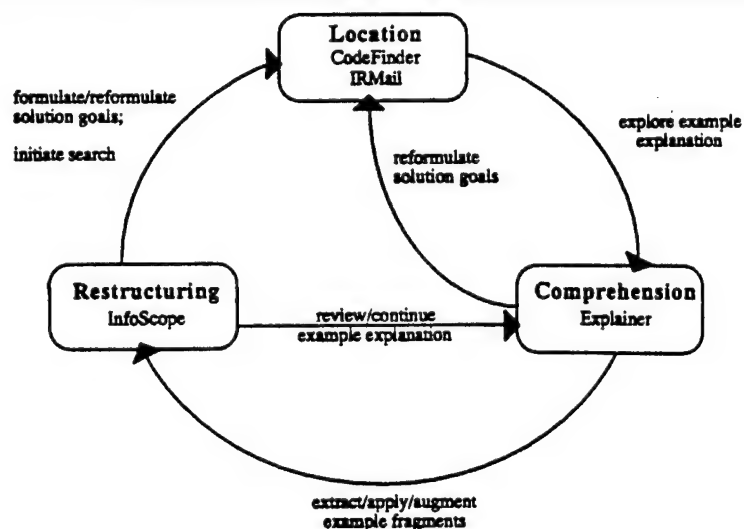 Location
CodeFinder
IRMail
formulate/reformulate
solution goals;
initiate search
explore example
explanation
reformulate
solution goals
Restructuring
InfoScope
review/continue
example explanation
Comprehension
Explainer
extract/apply/augment
example fragments